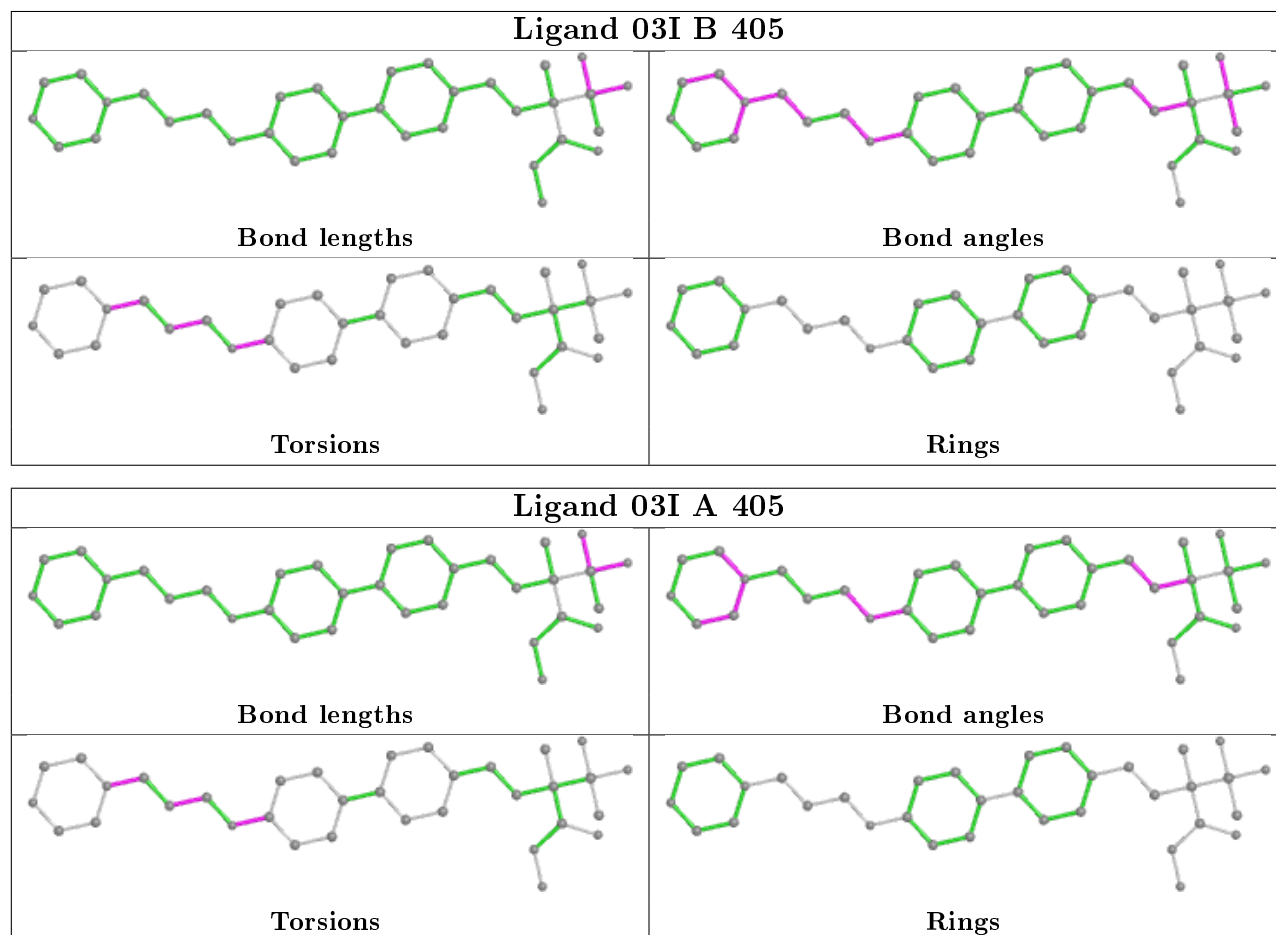 Ligand 03I B 405
Bond lengths
Bond angles
Torsions
Rings
Ligand 03I A 405
Bond lengths
Bond angles
Torsions
Rings